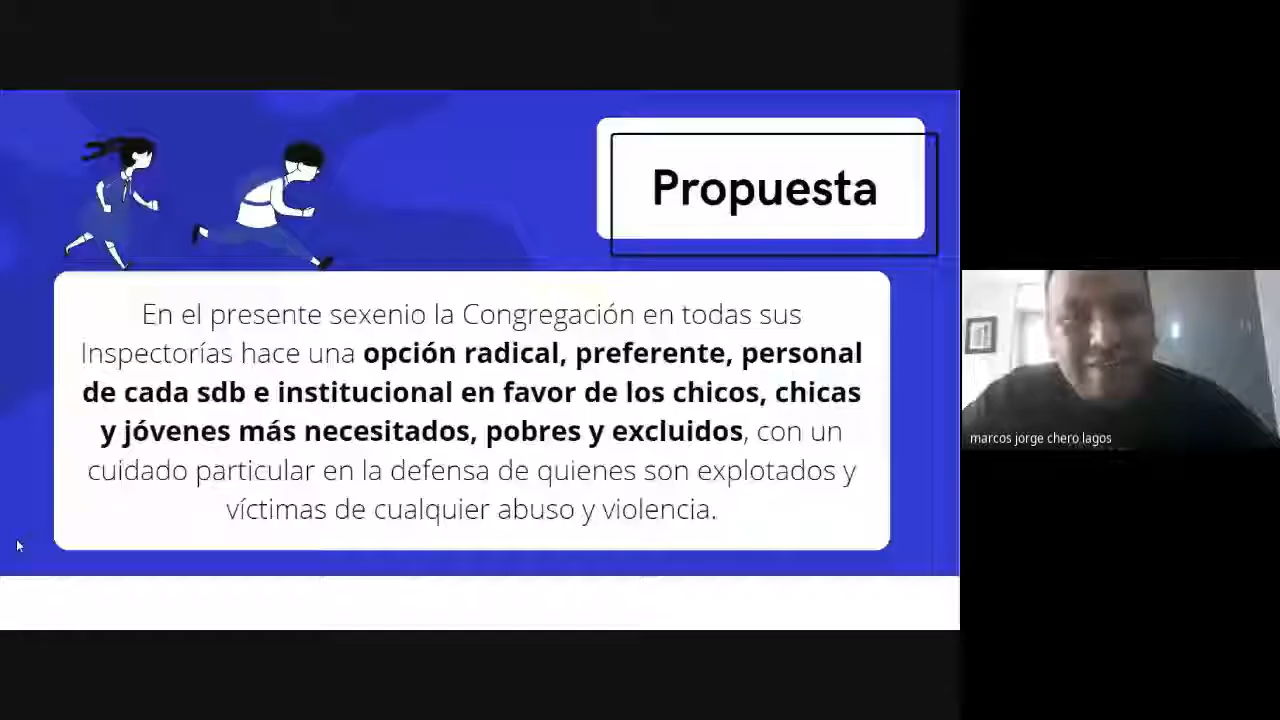 Propuesta
En el presente sexenio la Congregación en todas sus
Inspectorías hace una opción radical, preferente, personal
de cada sdb e institucional en favor de los chicos, chicas
y jóvenes más necesitados, pobres y excluidos, con un
cuidado particular en la defensa de quienes son explotados y
víctimas de cualquier abuso y violencia.
marcos jorge chero lagos